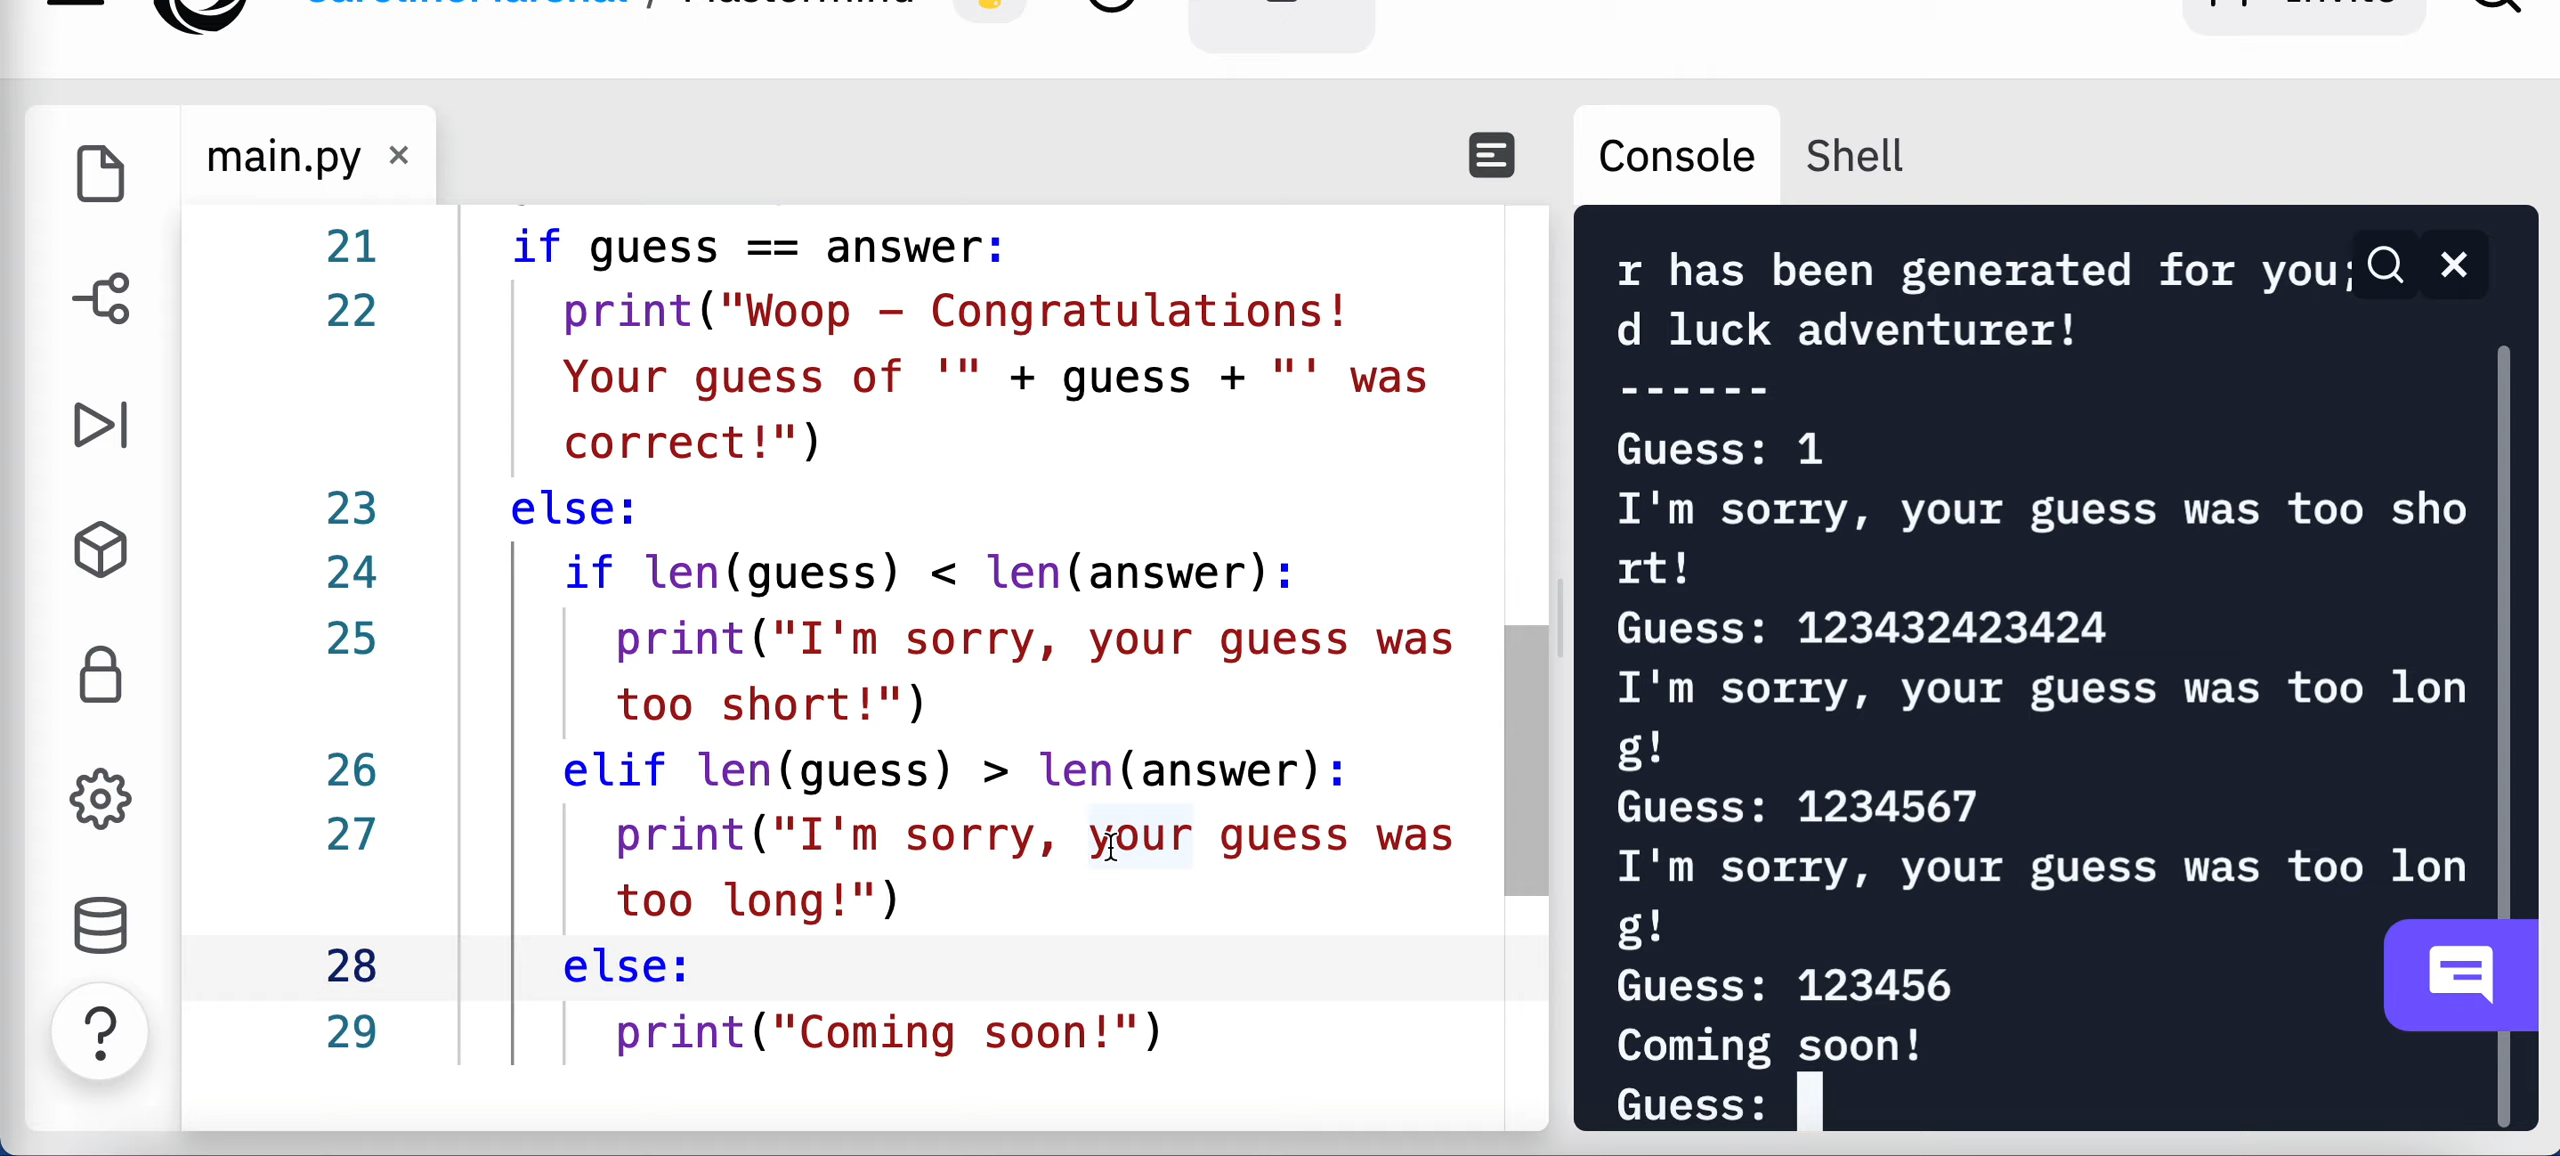 CarolineMarshal / Mastermind
Invite
main.py
Console
Shell
21 if guess == answer:
22 print("Woop – Congratulations!
Your guess of '" + guess + "' was
correct!")
23 else:
24 if len(guess) < len(answer):
25 print("I'm sorry, your guess was
too short!")
26 elif len(guess) > len(answer):
27 print("I'm sorry, your guess was
too long!")
28 else:
29 print("Coming soon!")
r has been generated for you;
d luck adventurer!
------
Guess: 1
I'm sorry, your guess was too sho
rt!
Guess: 123432423424
I'm sorry, your guess was too lon
g!
Guess: 1234567
I'm sorry, your guess was too lon
g!
Guess: 123456
Coming soon!
Guess: